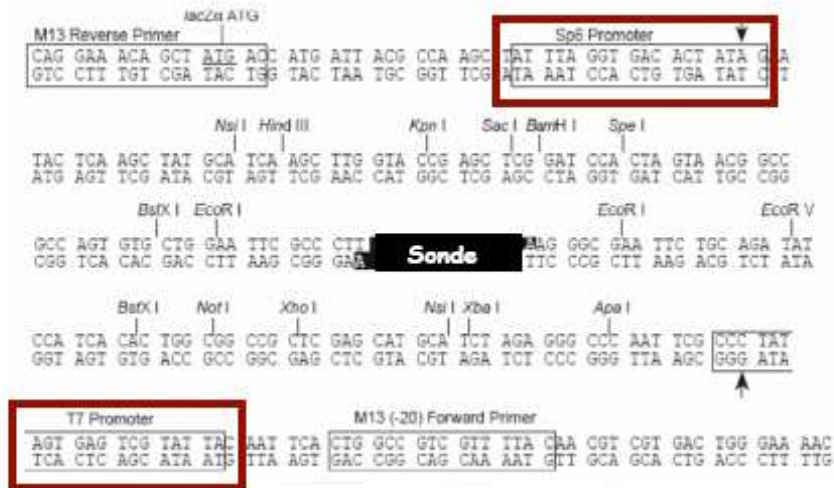 lacZα ATG
M13 Reverse Primer
Sp6 Promoter
CAG GAA ACA GCT ATG ACC ATG ATT ACG CCA AGC TAT TTA GGT GAC ACT ATA GAA
GTC CTT TGT CGA TAC TGG TAC TAA TGC GGT TCG ATA AAT CCA CTG TGA TAT CTT
Nsi I Hind III Kpn I Sac I BamH I Spe I
TAC TCA AGC TAT GCA TCA AGC TTG GTA CCG AGC TCG GAT CCA CTA GTA ACG GCC
ATG AGT TCG ATA CGT AGT TCG AAC CAT GGC TCG AGC CTA GGT GAT CAT TGC CGG
BstX I EcoR I EcoR I EcoR V
GCC AGT GTG CTG GAA TTC GCC CTT AAG GGC GAA TTC TGC AGA TAT
CGG TCA CAC GAC CTT AAG CGG GAA TTC CCG CTT AAG ACG TCT ATA
Sonde
BstX I Not I Xho I Nsi I Xba I Apa I
CCA TCA CAC TGG CGG CCG CTC GAG CAT GCA TCT AGA GGG CCC AAT TCG CCC TAT
GGT AGT GTG ACC GCC GGC GAG CTC GTA CGT AGA TCT CCC GGG TTA AGC GGG ATA
T7 Promoter
M13 (-20) Forward Primer
AGT GAG TCG TAT TAC AAT TCA CTG GCC GTC GTT TTA CAA CGT CGT GAC TGG GAA AAC
TCA CTC AGC ATA ATG TTA AGT GAC CGG CAG CAA AAT GTT GCA GCA CTG ACC CTT TTG